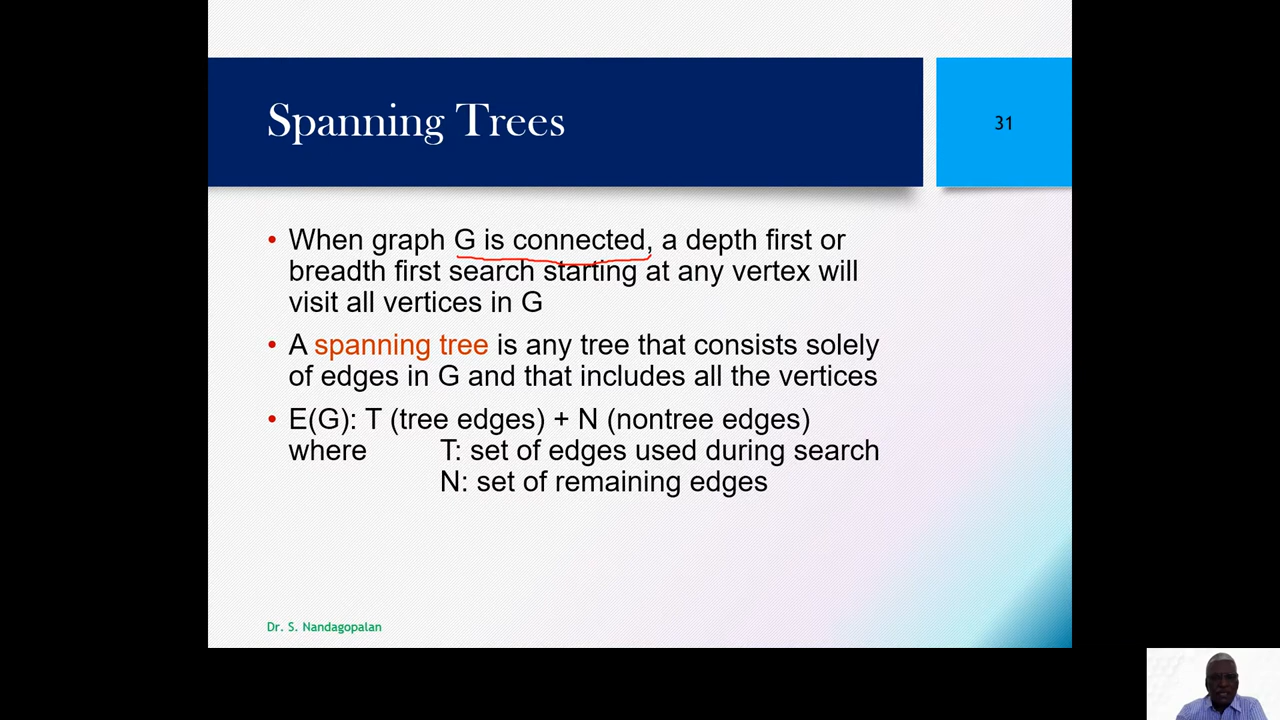 Spanning Trees
31
• When graph G is connected, a depth first or
breadth first search starting at any vertex will
visit all vertices in G
• A spanning tree is any tree that consists solely
of edges in G and that includes all the vertices
• E(G): T (tree edges) + N (nontree edges)
where T: set of edges used during search
N: set of remaining edges
Dr. S. Nandagopalan